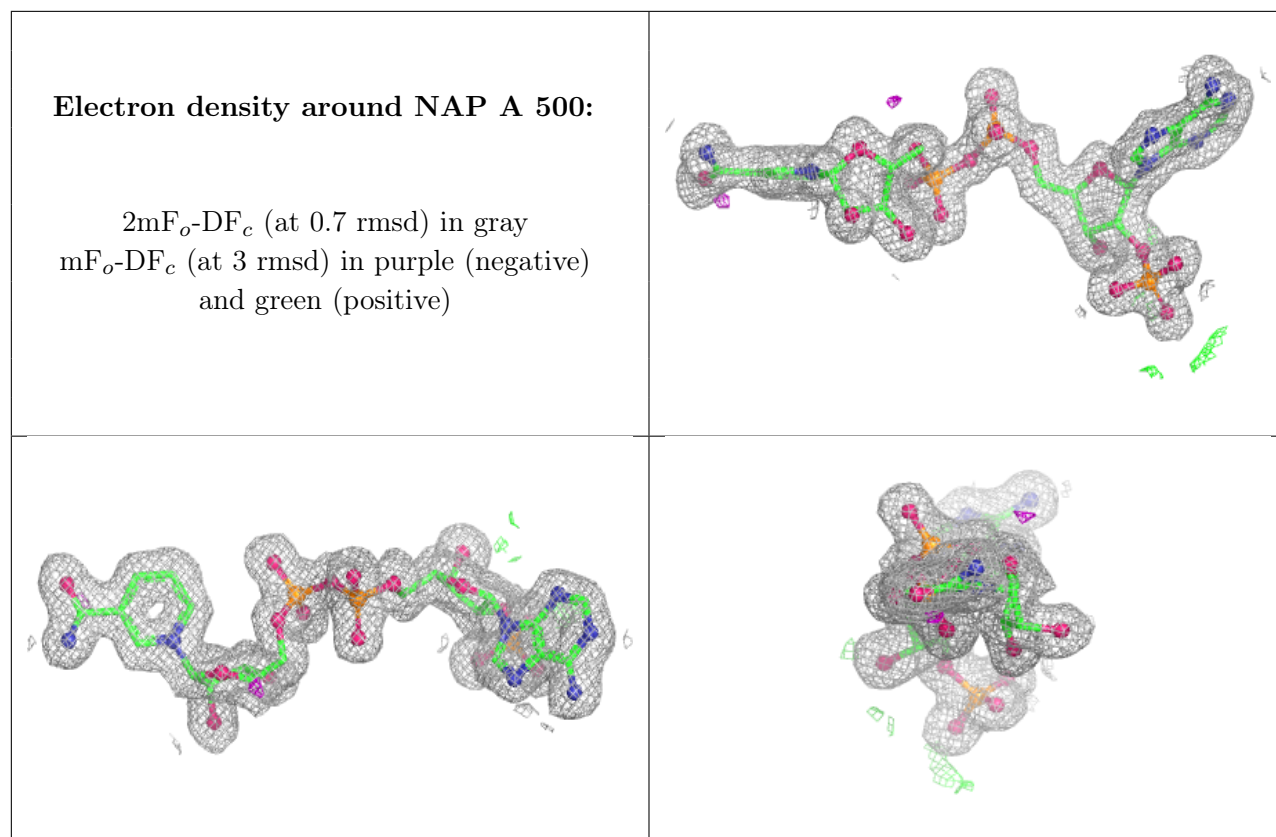 Electron density around NAP A 500:
2mFo-DFc (at 0.7 rmsd) in gray
mFo-DFc (at 3 rmsd) in purple (negative)
and green (positive)